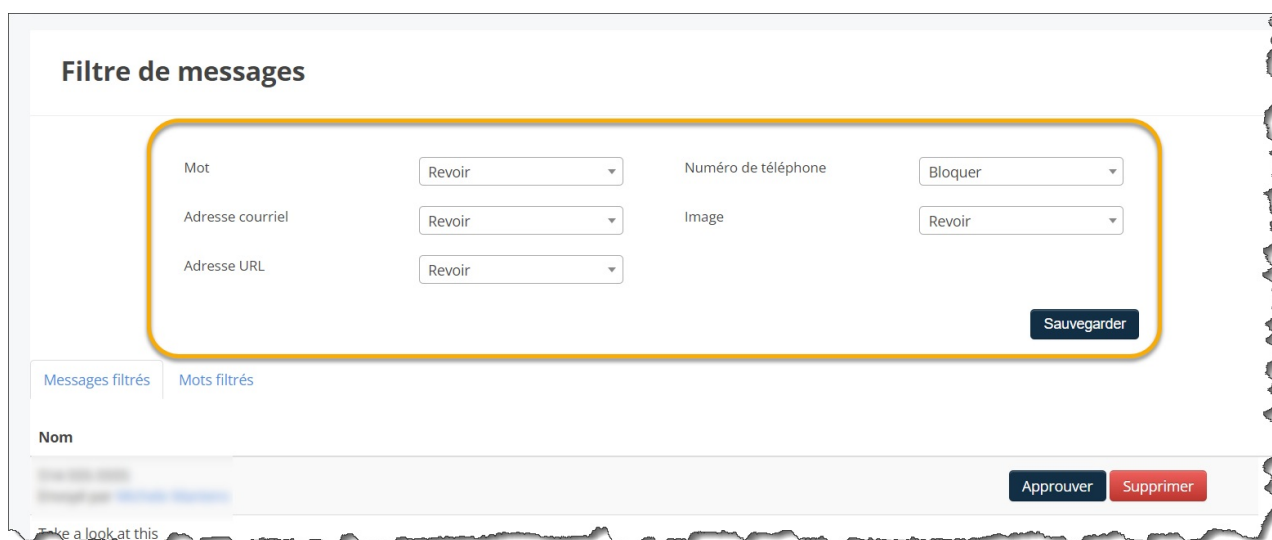 Filtre de messages
Mot
Revoir
Numéro de téléphone
Bloquer
Adresse courriel
Revoir
Image
Revoir
Adresse URL
Revoir
Sauvegarder
Messages filtrés
Mots filtrés
Nom
Approuver
Supprimer
Take a look at this